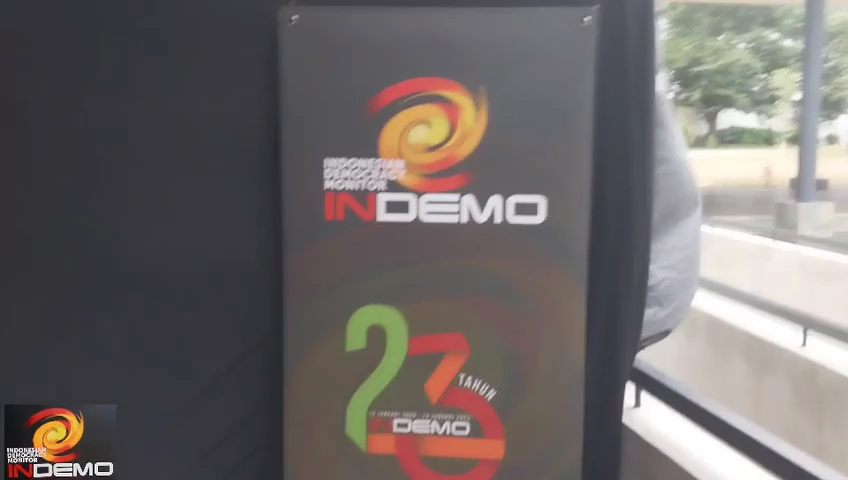 INDONESIAN
DEMOCRACY
MONITOR
INDEMO
23
TAHUN
INDEMO
INDONESIAN
DEMOCRACY
MONITOR
INDEMO